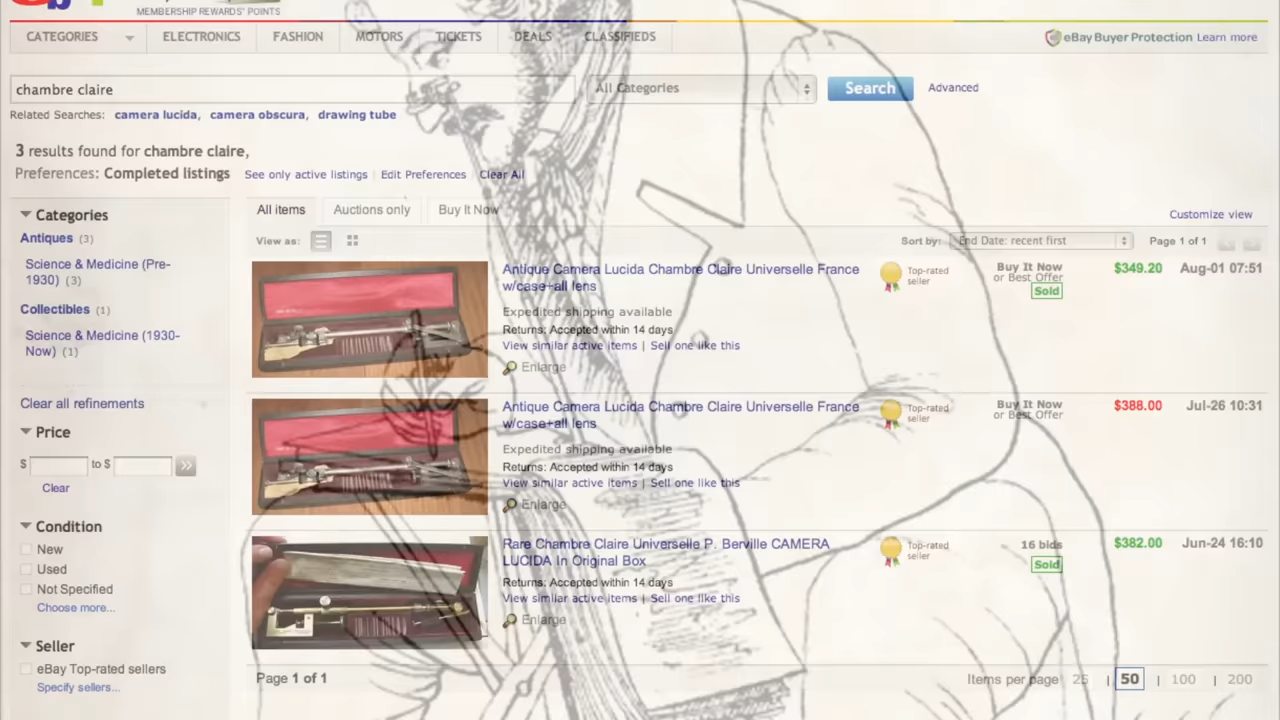 MEMBERSHIP REWARDS® POINTS
CATEGORIES ELECTRONICS FASHION MOTORS TICKETS DEALS CLASSIFIEDS eBay Buyer Protection Learn more
chambre claire All Categories Search Advanced
Related Searches: camera lucida, camera obscura, drawing tube
3 results found for chambre claire,
Preferences: Completed listings See only active listings | Edit Preferences Clear All
Categories
Antiques (3)
Science & Medicine (Pre-
1930) (3)
Collectibles (1)
Science & Medicine (1930-
Now) (1)
Clear all refinements
Price
$ to $
Clear
Condition
New
Used
Not Specified
Choose more...
Seller
eBay Top-rated sellers
Specify sellers...
All items Auctions only Buy It Now
Customize view
View as: Sort by: End Date: recent first Page 1 of 1
Antique Camera Lucida Chambre Claire Universelle France
w/case+all lens
Expedited shipping available
Returns: Accepted within 14 days
View similar active items | Sell one like this
Enlarge
Top-rated
seller
Buy It Now
or Best Offer
Sold
$349.20 Aug-01 07:51
Antique Camera Lucida Chambre Claire Universelle France
w/case+all lens
Expedited shipping available
Returns: Accepted within 14 days
View similar active items | Sell one like this
Enlarge
Top-rated
seller
Buy It Now
or Best Offer
$388.00 Jul-26 10:31
Rare Chambre Claire Universelle P. Berville CAMERA
LUCIDA In Original Box
Returns: Accepted within 14 days
View similar active items | Sell one like this
Enlarge
Top-rated
seller
16 bids
Sold
$382.00 Jun-24 16:10
Page 1 of 1 Items per page: 25 | 50 | 100 | 200